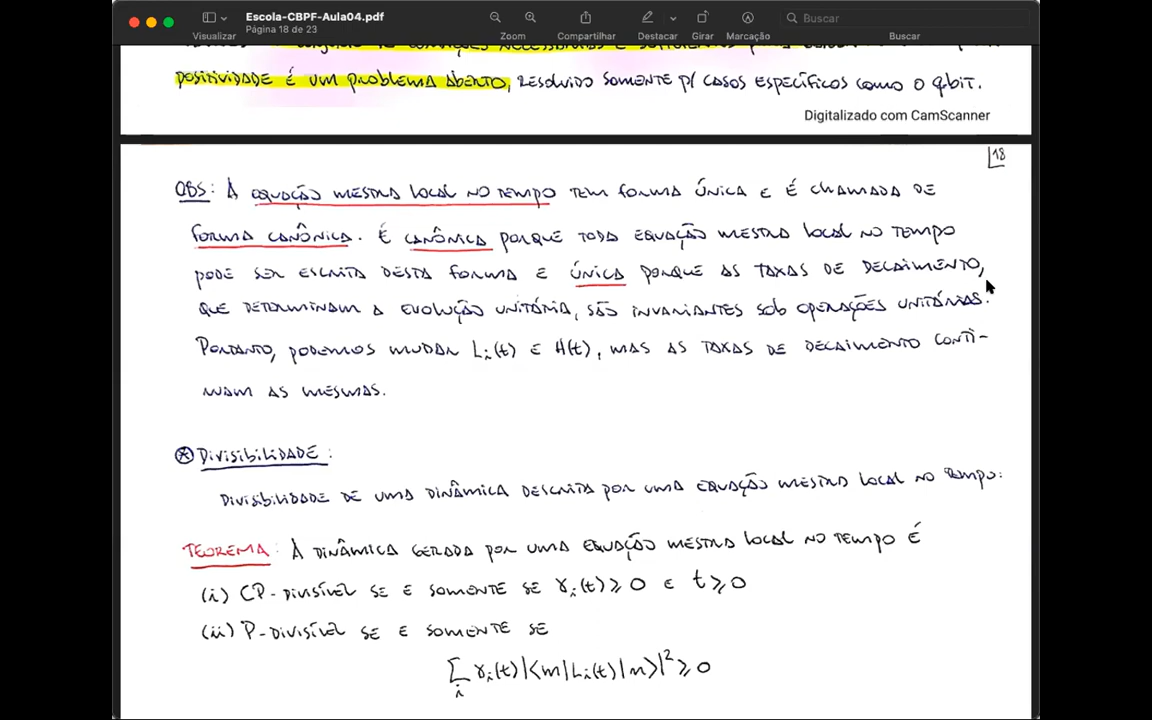 Escola-CBPF-Aula04.pdf
Página 18 de 23
Visualizar
Zoom
Compartilhar
Destacar
Girar
Marcação
Buscar
Buscar
positividade é um problema aberto, resolvido somente p/ casos específicos como o qbit.
Digitalizado com CamScanner
18
OBS: A equação mestra local no tempo tem forma única e é chamada de
forma canônica. É canônica porque toda equação mestra local no tempo
pode ser escrita desta forma e única porque as taxas de decaimento,
que determinam a evolução unitária, são invariantes sob operações unitárias.
Portanto, podemos mudar Li(t) e H(t), mas as taxas de decaimento conti-
nuam as mesmas.
⊛ Divisibilidade:
Divisibilidade de uma dinâmica descrita por uma equação mestra local no tempo:
TEOREMA: A dinâmica gerada por uma equação mestra local no tempo é
(i) CP-divisível se e somente se γi(t) ≥ 0 e t ≥ 0
(ii) P-divisível se e somente se
∑i γi(t)|<m|Li(t)|n>|² ≥ 0